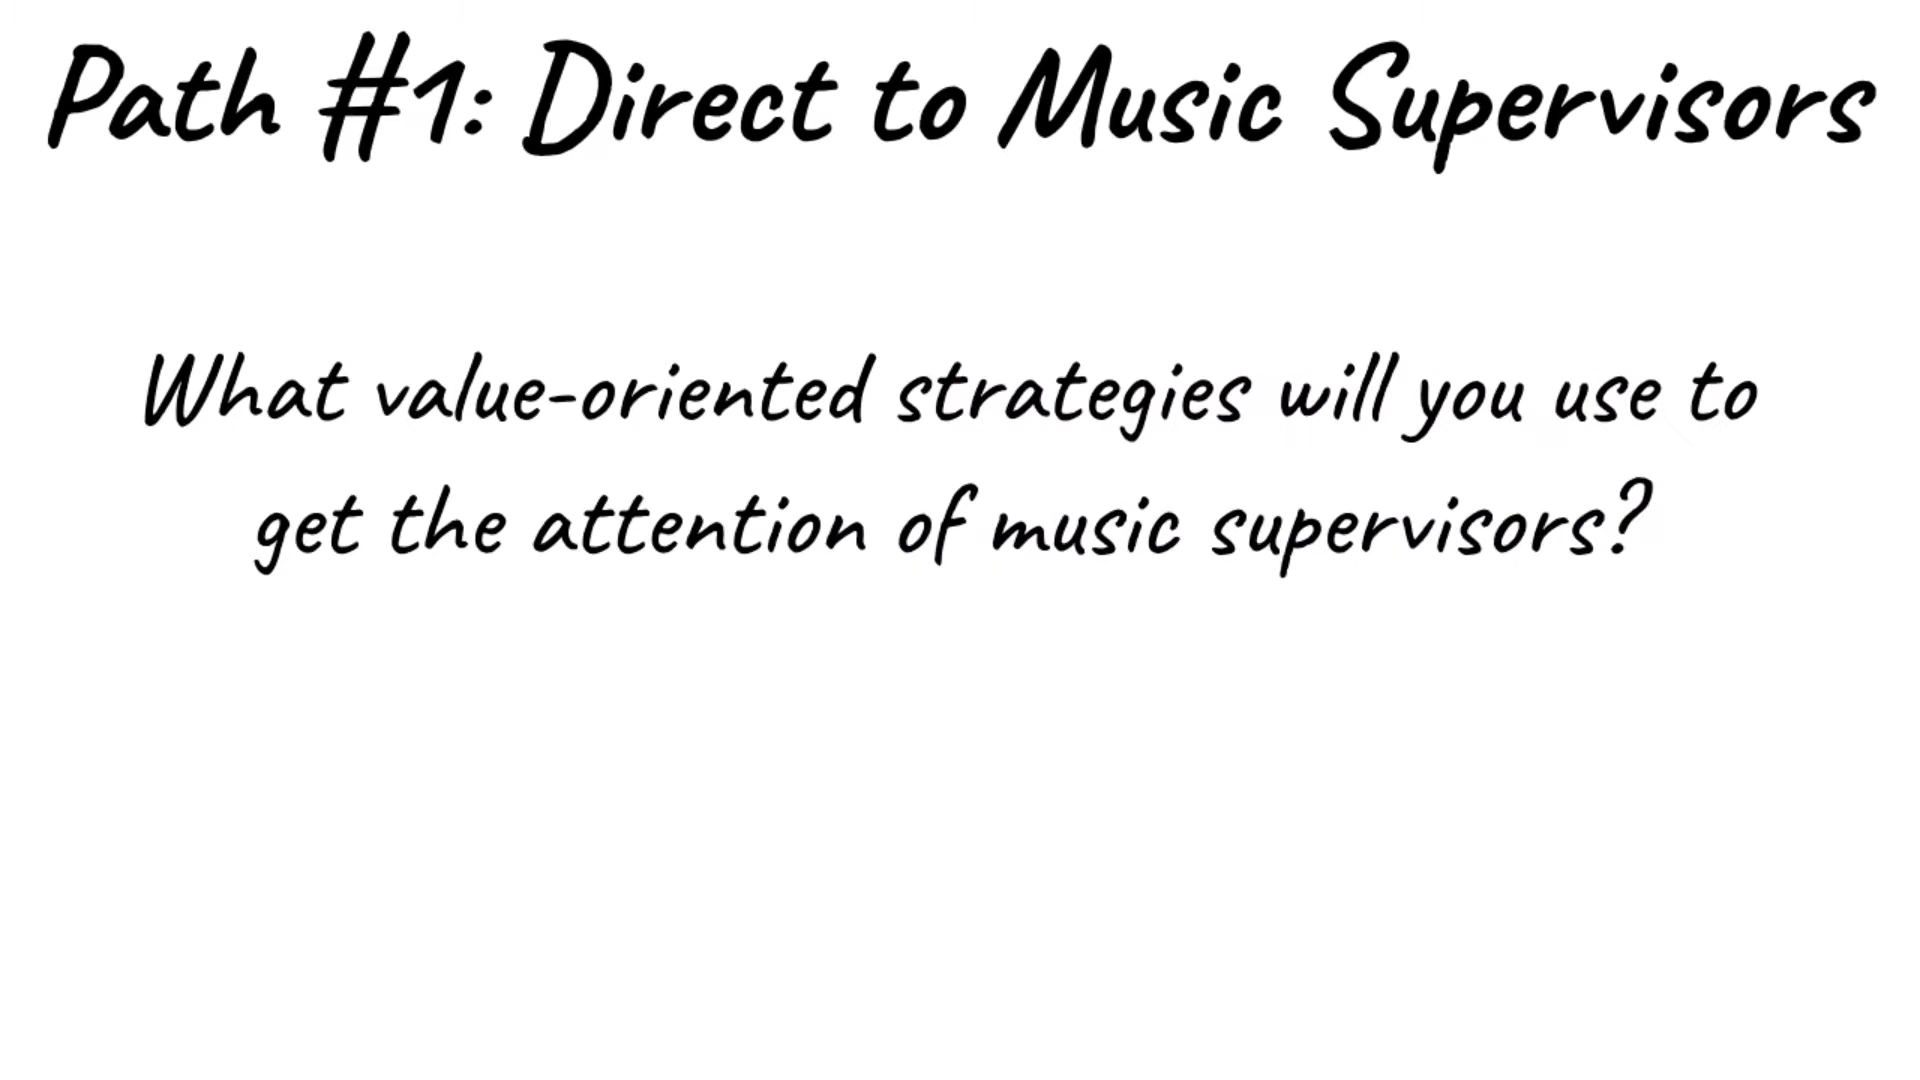 Path #1: Direct to Music Supervisors
What value-oriented strategies will you use to
get the attention of music supervisors?